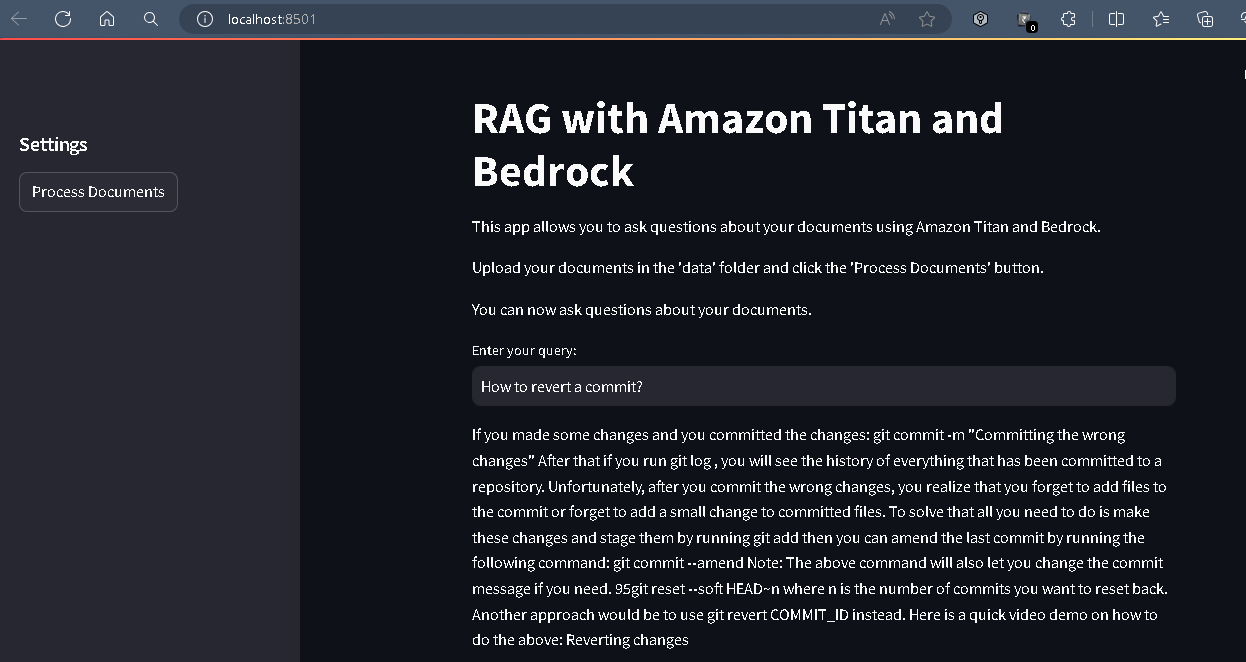 localhost:8501
0
Settings
Process Documents
RAG with Amazon Titan and
Bedrock
This app allows you to ask questions about your documents using Amazon Titan and Bedrock.
Upload your documents in the 'data' folder and click the 'Process Documents' button.
You can now ask questions about your documents.
Enter your query:
How to revert a commit?
If you made some changes and you committed the changes: git commit -m "Committing the wrong
changes" After that if you run git log , you will see the history of everything that has been committed to a
repository. Unfortunately, after you commit the wrong changes, you realize that you forget to add files to
the commit or forget to add a small change to committed files. To solve that all you need to do is make
these changes and stage them by running git add then you can amend the last commit by running the
following command: git commit --amend Note: The above command will also let you change the commit
message if you need. 95git reset --soft HEAD~n where n is the number of commits you want to reset back.
Another approach would be to use git revert COMMIT_ID instead. Here is a quick video demo on how to
do the above: Reverting changes